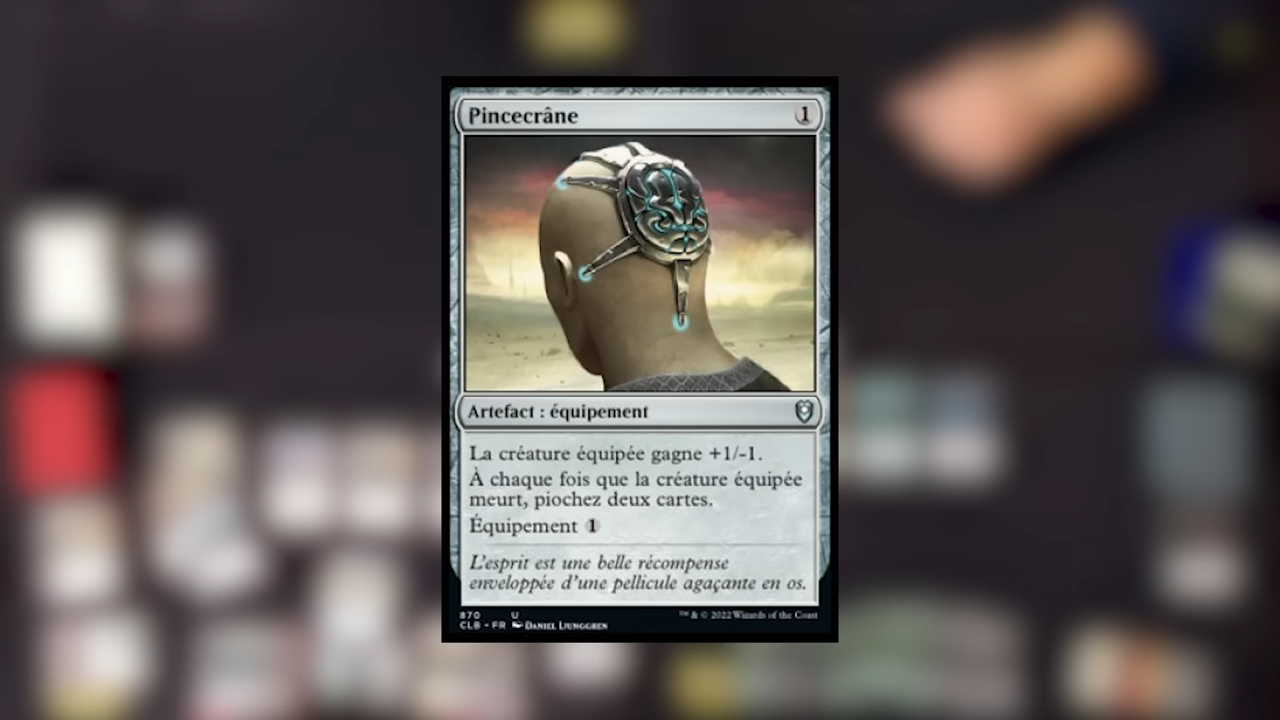 Pincecrâne 1
Artefact : équipement
La créature équipée gagne +1/-1.
À chaque fois que la créature équipée
meurt, piochez deux cartes.
Équipement 1
L'esprit est une belle récompense
enveloppée d'une pellicule agaçante en os.
870 U ™ & © 2022 Wizards of the Coast
CLB • FR Daniel Ljunggren